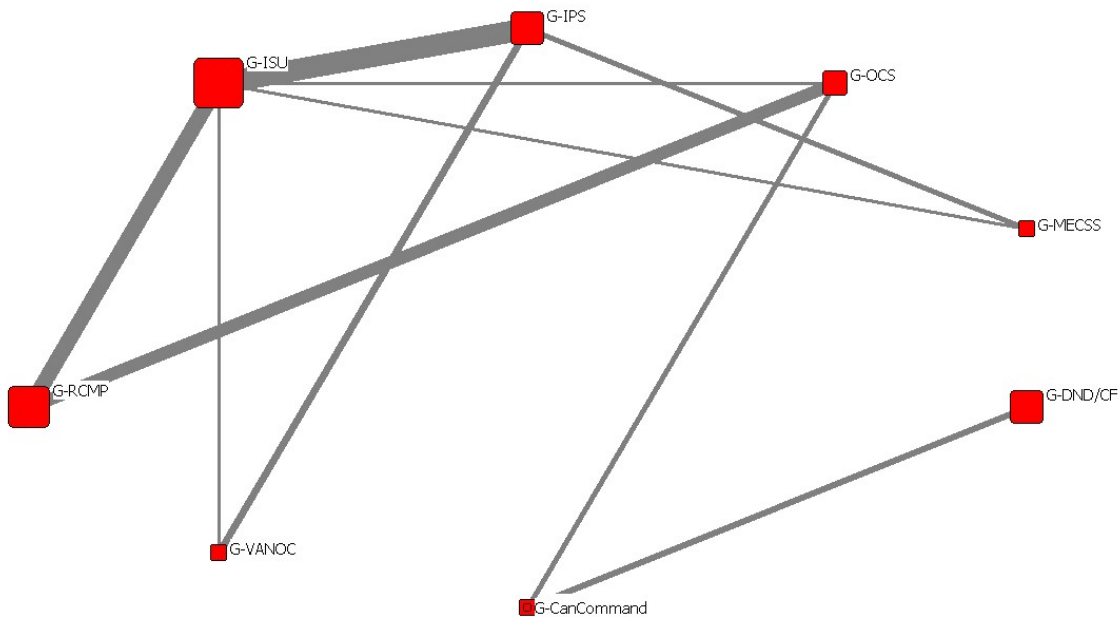 G-IPS
G-ISU
G-OCS
G-MECSS
G-RCMP
G-DND/CF
G-VANOC
G-CanCommand